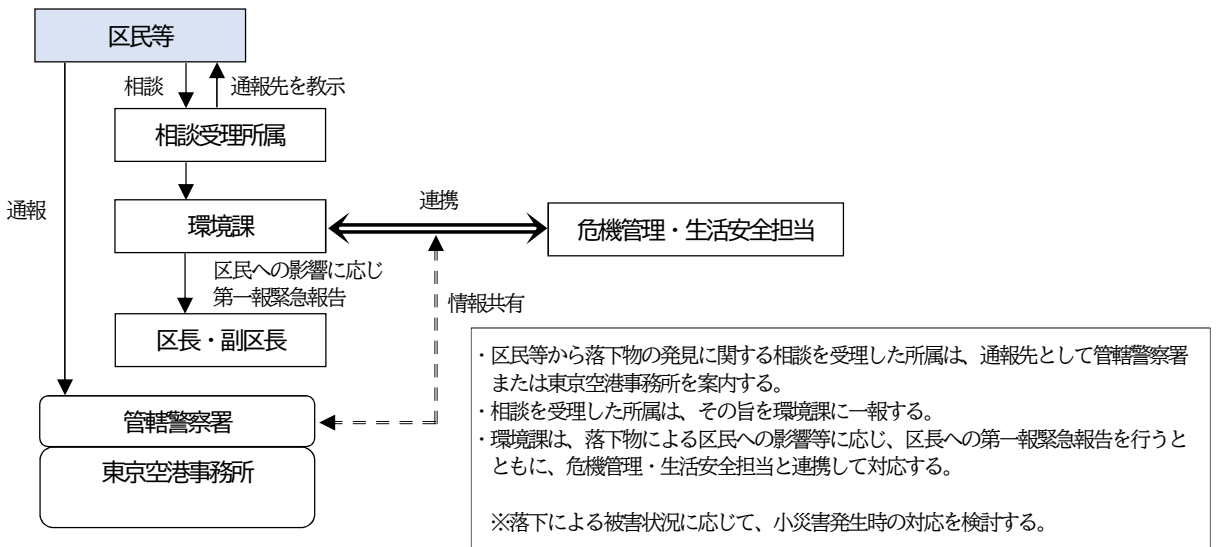 区民等
相談
通報先を教示
相談受理所属
通報
環境課
連携
危機管理・生活安全担当
区民への影響に応じ
第一報緊急報告
情報共有
区長・副区長
管轄警察署
東京空港事務所
・区民等から落下物の発見に関する相談を受理した所属は、通報先として管轄警察署
または東京空港事務所を案内する。
・相談を受理した所属は、その旨を環境課に一報する。
・環境課は、落下物による区民への影響等に応じ、区長への第一報緊急報告を行うと
ともに、危機管理・生活安全担当と連携して対応する。
※落下による被害状況に応じて、小災害発生時の対応を検討する。